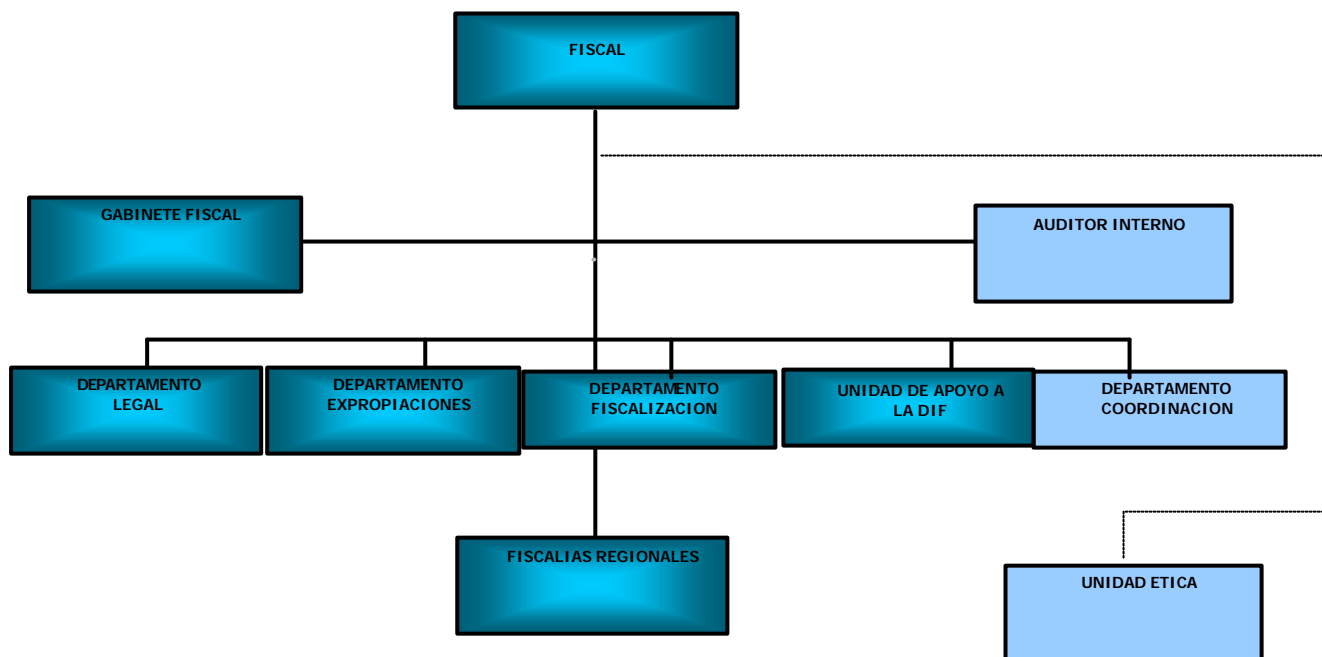 FISCAL
GABINETE FISCAL
AUDITOR INTERNO
DEPARTAMENTO
LEGAL
DEPARTAMENTO
EXPROPIACIONES
DEPARTAMENTO
FISCALIZACION
UNIDAD DE APOYO A
LA DIF
DEPARTAMENTO
COORDINACION
FISCALIAS REGIONALES
UNIDAD ETICA